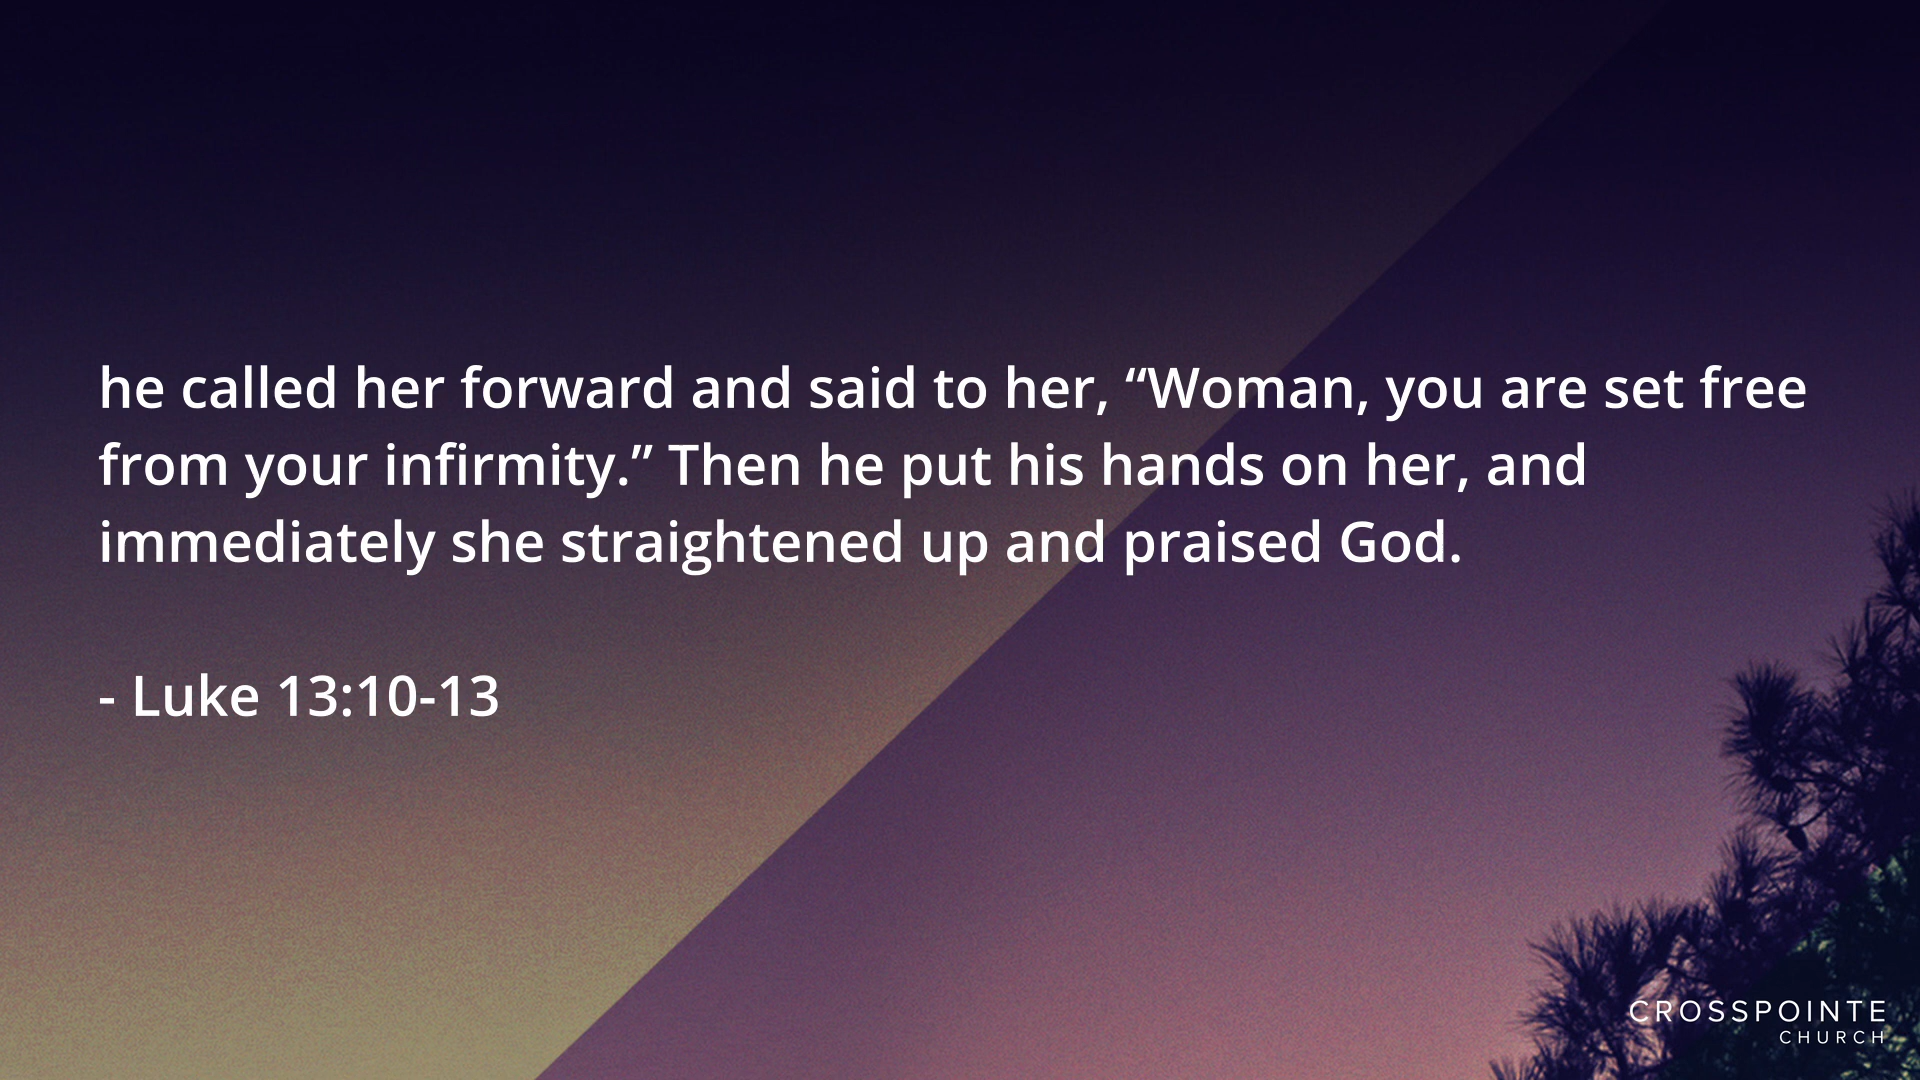 he called her forward and said to her, “Woman, you are set free
from your infirmity.” Then he put his hands on her, and
immediately she straightened up and praised God.
- Luke 13:10-13
CROSSPOINTE
CHURCH